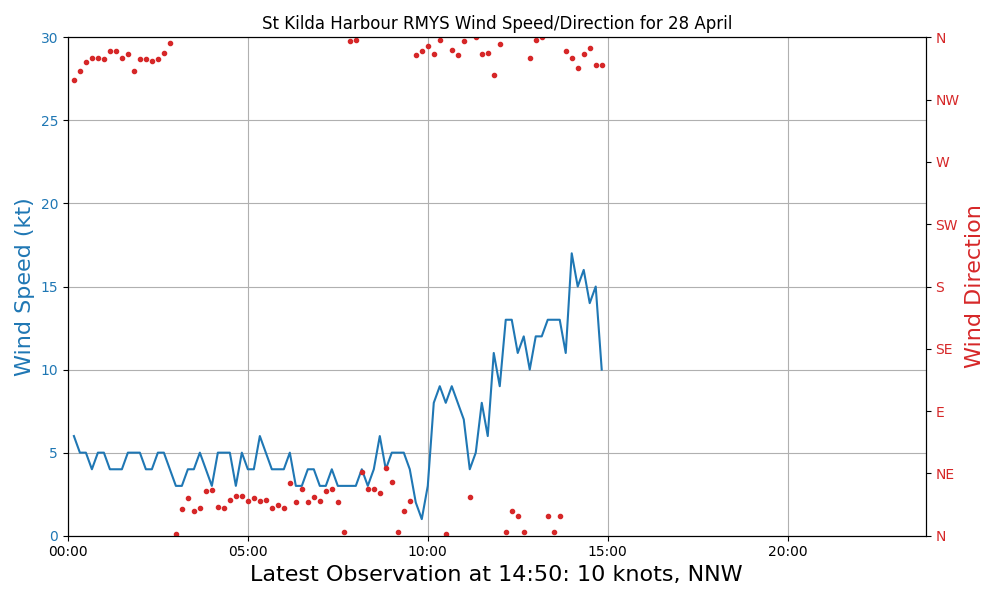 St Kilda Harbour RMYS Wind Speed/Direction for 28 April
30
25
20
15
10
5
0
Wind Speed (kt)
N
NW
W
SW
S
SE
E
NE
N
Wind Direction
00:00
05:00
10:00
15:00
20:00
Latest Observation at 14:50: 10 knots, NNW